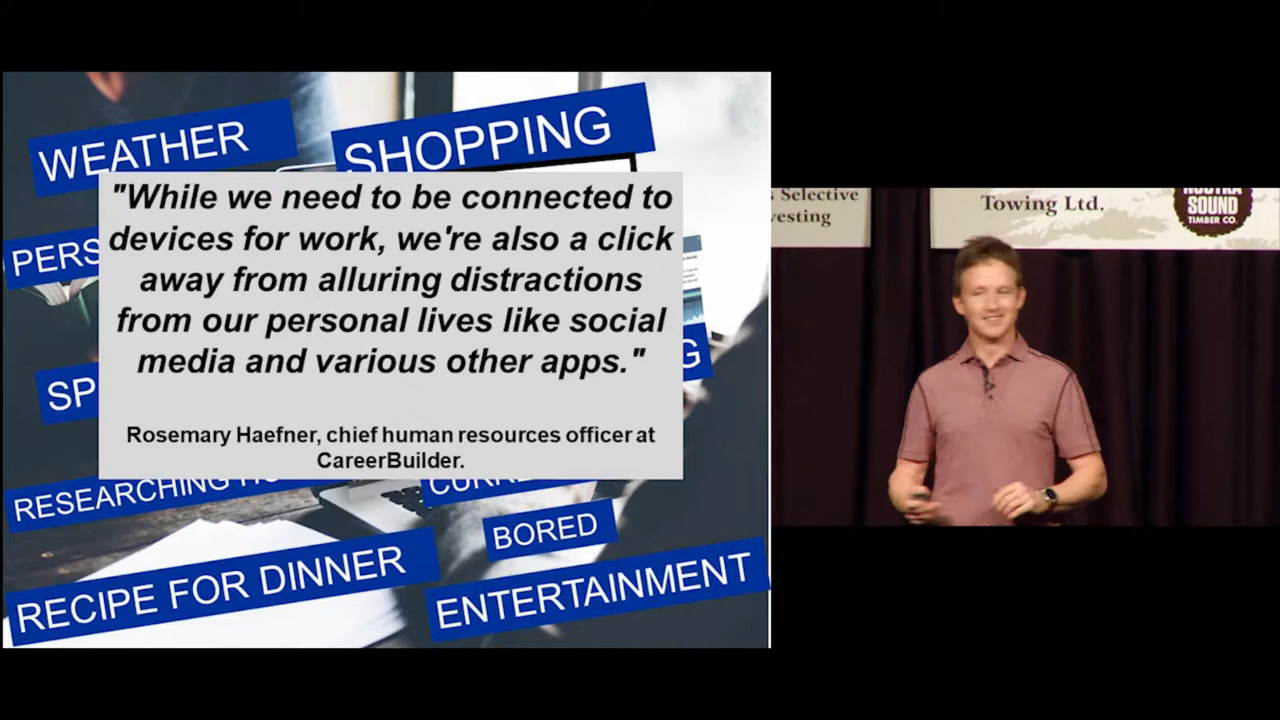 WEATHER
SHOPPING
"While we need to be connected to
devices for work, we're also a click
away from alluring distractions
from our personal lives like social
media and various other apps."
Rosemary Haefner, chief human resources officer at
CareerBuilder.
RESEARCHING
BORED
RECIPE FOR DINNER
ENTERTAINMENT
Selective
Towing Ltd.
SOUND
TIMBER CO.